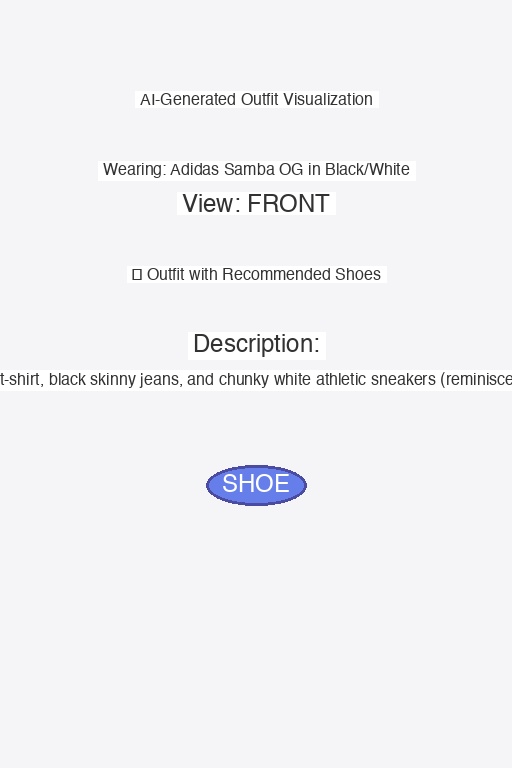 AI-Generated Outfit Visualization
Wearing: Adidas Samba OG in Black/White
View: FRONT
Outfit with Recommended Shoes
Description:
t-shirt, black skinny jeans, and chunky white athletic sneakers (reminisce
SHOE